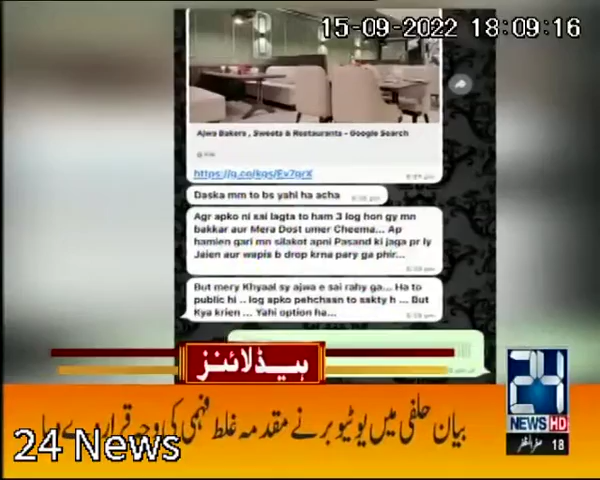 15-09-2022 18:09:16
Ajwa Bakers , Sweets & Restaurants - Google Search
https://g.co/kgs/Ev7prX
Daska mm to bs yahi ha acha
Agr apko ni sai lagta to ham 3 log hon gy mn
bakkar aur Mera Dost umer Cheema... Ap
hamien gari mn silakot apni Pasand ki jaga pr ly
Jaien aur wapis b drop krna pary ga phir...
But mery Khyaal sy ajwa e sai rahy ga... Ha to
public hi .. log apko pehchaan to sakty h ... But
Kya krien ... Yahi option ha...
ہیڈلائنز
24
NEWS HD
18
بیان حلفی میں یوٹیوبر نے مقدمہ غلط فہمی کی وجہ قرار
24 News